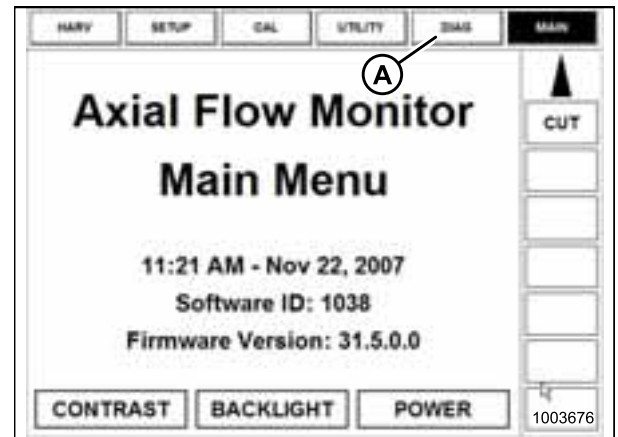 HARV SETUP CAL UTILITY DIAG MAIN
A
Axial Flow Monitor
CUT
Main Menu
11:21 AM - Nov 22, 2007
Software ID: 1038
Firmware Version: 31.5.0.0
CONTRAST BACKLIGHT POWER
1003676